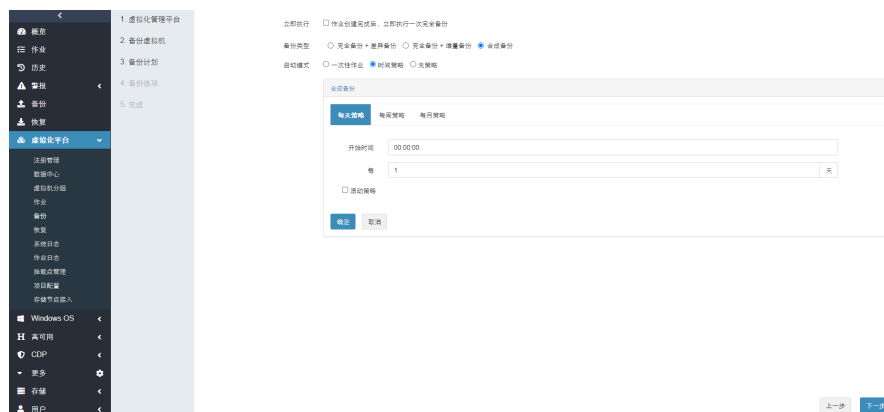 概览
作业
历史
警报
备份
恢复
虚拟化平台
注册管理
数据中心
虚拟机分组
作业
备份
恢复
系统日志
作业日志
挂载点管理
项目配置
存储节点接入
Windows OS
高可用
CDP
更多
存储
用户
1. 虚拟化管理平台
2. 备份虚拟机
3. 备份计划
4. 备份选项
5. 完成
立即执行 作业创建完成后，立即执行一次完全备份
备份类型 完全备份 + 差异备份 完全备份 + 增量备份 合成备份
启动模式 一次性作业 时间策略 无策略
合成备份
每天策略 每周策略 每月策略
开始时间 00:00:00
每 1 天
滚动策略
确定 取消
上一步 下一步